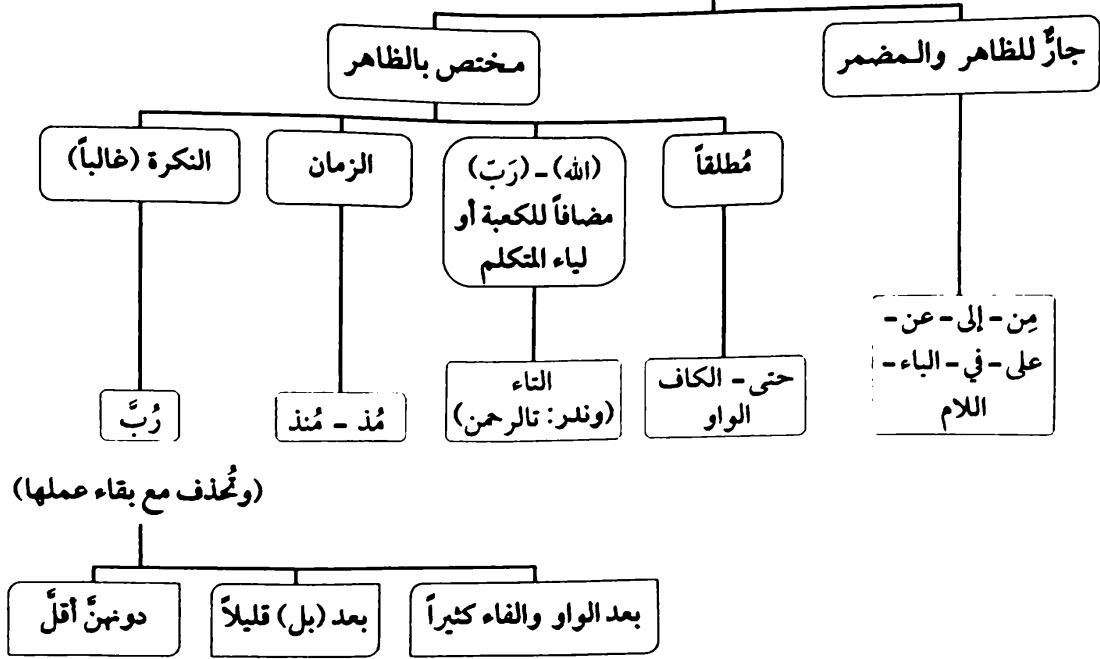 جارٌّ للظاهر والمضمر
مختص بالظاهر
مُطلقاً
(الله) – (رَبّ)
مضافاً للكعبة أو
لياء المتكلم
الزمان
النكرة (غالباً)
مِن – إلى – عن –
على – في – الباء –
اللام
حتى – الكاف
الواو
التاء
(وندر: تالرحمن)
مُذ – مُنذ
رُبَّ
(وتُحذف مع بقاء عملها)
بعد الواو والفاء كثيراً
بعد (بل) قليلاً
دونهنَّ أقلَّ